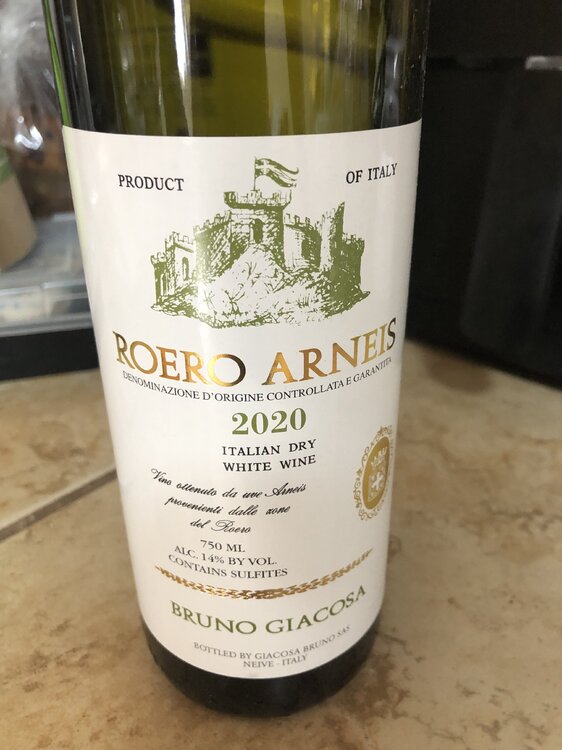 PRODUCT OF ITALY
ROERO ARNEIS
DENOMINAZIONE D'ORIGINE CONTROLLATA E GARANTITA
2020
ITALIAN DRY
WHITE WINE
Vino ottenuto da uve Arneis
provenienti dalle zone
del Roero
750 ML
ALC. 14% BY VOL.
CONTAINS SULFITES
BRUNO GIACOSA
BOTTLED BY GIACOSA BRUNO SAS
NEIVE - ITALY